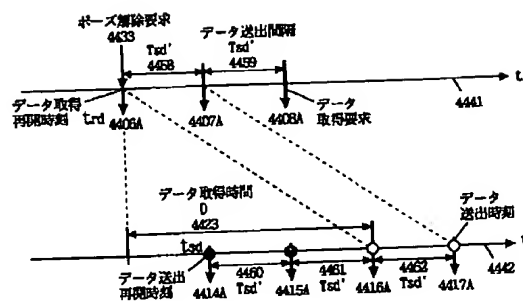 ポーズ解除要求
4433
Tsd'
4458
データ送出間隔
Tsd'
4459
t
データ取得
再開時刻
trd
4406A
4407A
4408A
データ
取得要求
4441
データ取得時間
D
4423
データ
送出時刻
tsd
t
データ送出
再開時刻
4414A
4460
Tsd'
4415A
4461
Tsd'
4416A
4462
Tsd'
4417A
4442